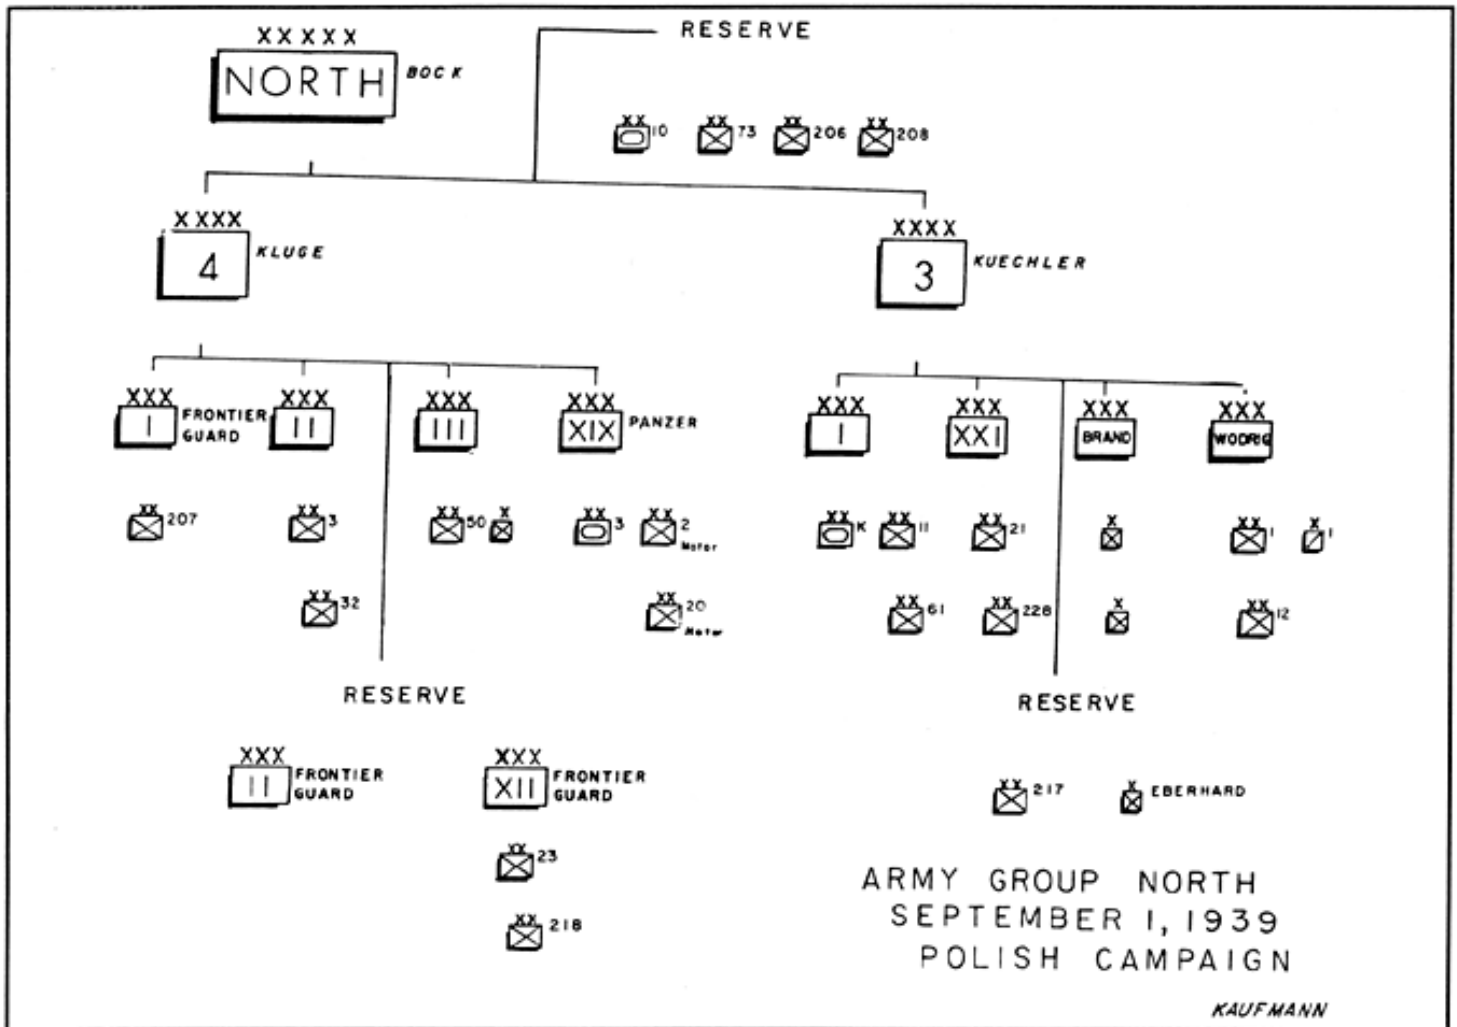 RESERVE
XXXXX
NORTH BOCK
XX 10 XX 73 XX 206 XX 208
XXXX
4 KLUGE
XXXX
3 KUECHLER
XXX
I FRONTIER GUARD
XXX
II
XXX
III
XXX
XIX PANZER
XXX
I
XXX
XXI
XXX
BRAND
XXX
WODRIG
XX 207
XX 3
XX 50 X
XX 3 XX 2 Motor
XX K XX 11
XX 21
X
XX 1 X 1
XX 32
XX 20 Motor
XX 61
XX 228
X
XX 12
RESERVE
RESERVE
XXX
II FRONTIER GUARD
XXX
XII FRONTIER GUARD
XX 217 X EBERHARD
XX 23
XX 218
ARMY GROUP NORTH
SEPTEMBER 1, 1939
POLISH CAMPAIGN
KAUFMANN